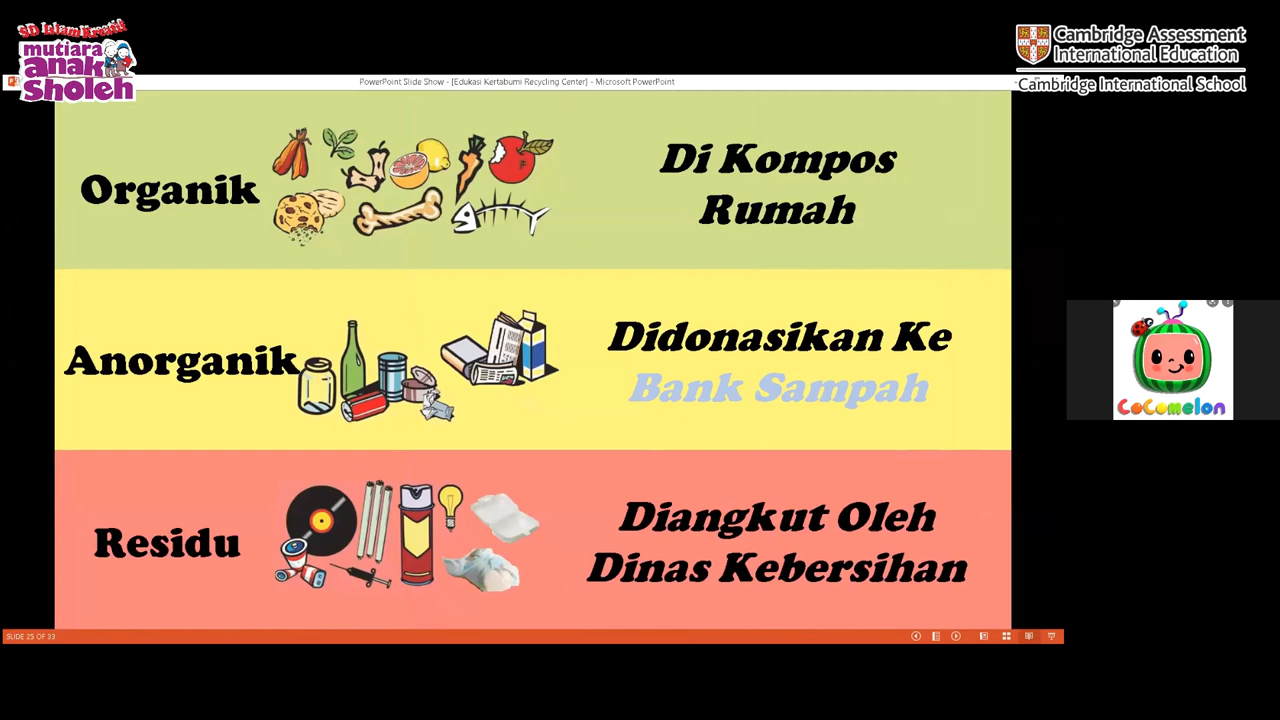 SD Islam Kreatif
mutiara
anak
sholeh
Cambridge Assessment
International Education
Cambridge International School
PowerPoint Slide Show - [Edukasi Kertabumi Recycling Center] - Microsoft PowerPoint
Organik
Di Kompos
Rumah
Anorganik
Didonasikan Ke
Bank Sampah
Residu
Diangkut Oleh
Dinas Kebersihan
CoComelon
SLIDE 25 OF 33